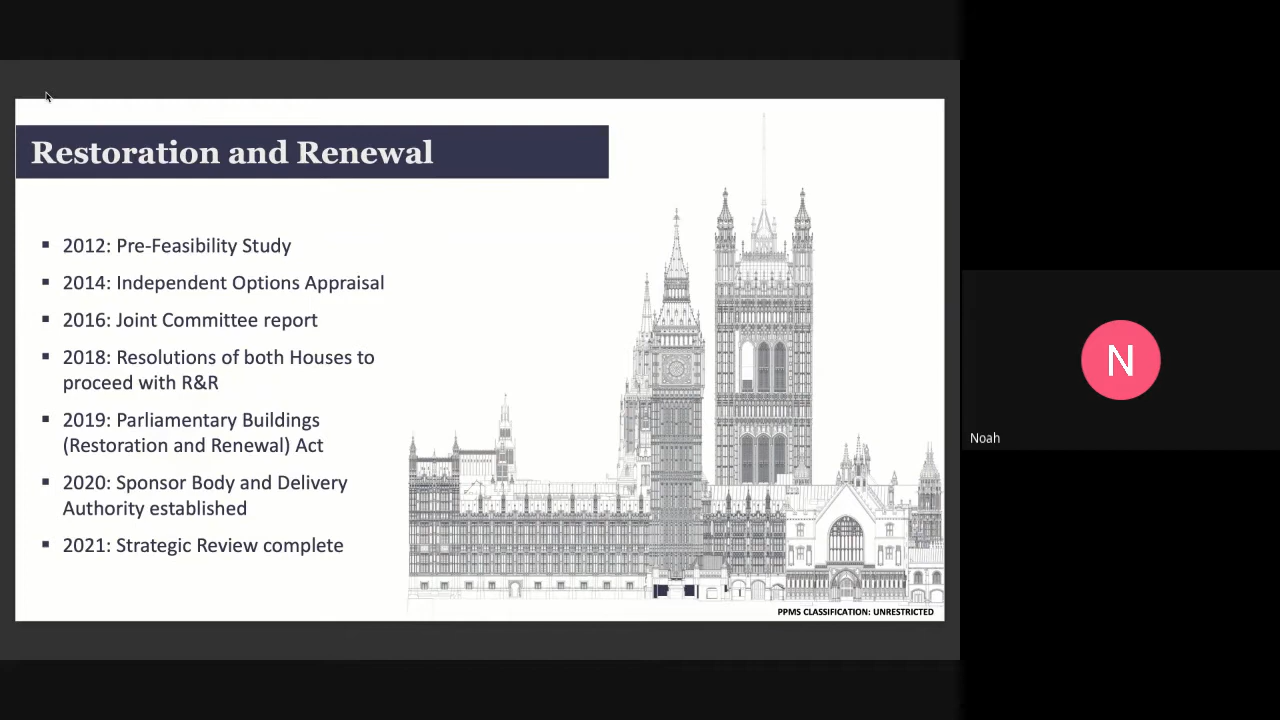 Restoration and Renewal
▪ 2012: Pre-Feasibility Study
▪ 2014: Independent Options Appraisal
▪ 2016: Joint Committee report
▪ 2018: Resolutions of both Houses to
proceed with R&R
▪ 2019: Parliamentary Buildings
(Restoration and Renewal) Act
▪ 2020: Sponsor Body and Delivery
Authority established
▪ 2021: Strategic Review complete
PPMS CLASSIFICATION: UNRESTRICTED
N
Noah